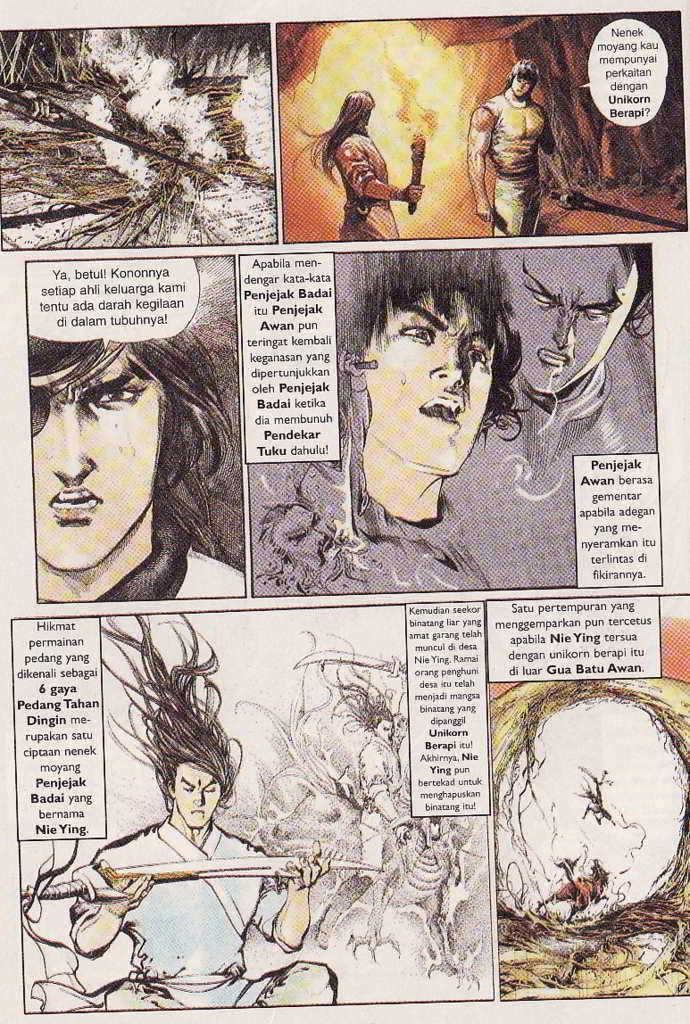 Nenek
moyang kau
mempunyai
perkaitan
dengan
Unikorn
Berapi?
Ya, betul! Kononnya
setiap ahli keluarga kami
tentu ada darah kegilaan
di dalam tubuhnya!
Apabila men-
dengar kata-kata
Penjejak Badai
itu Penjejak
Awan pun
teringat kembali
keganasan yang
dipertunjukkan
oleh Penjejak
Badai ketika
dia membunuh
Pendekar
Tuku dahulu!
Penjejak
Awan berasa
gementar
apabila adegan
yang me-
nyeramkan itu
terlintas di
fikirannya.
Hikmat
permainan
pedang yang
dikenali sebagai
6 gaya
Pedang Tahan
Dingin me-
rupakan satu
ciptaan nenek
moyang
Penjejak
Badai yang
bernama
Nie Ying.
Kemudian seekor
binatang liar yang
amat garang telah
muncul di desa
Nie Ying. Ramai
orang penghuni
desa itu telah
menjadi mangsa
binatang yang
dipanggil
Unikorn
Berapi itu!
Akhirnya, Nie
Ying pun
bertekad untuk
menghapuskan
binatang itu!
Satu pertempuran yang
menggemparkan pun tercetus
apabila Nie Ying tersua
dengan unikorn berapi itu
di luar Gua Batu Awan.